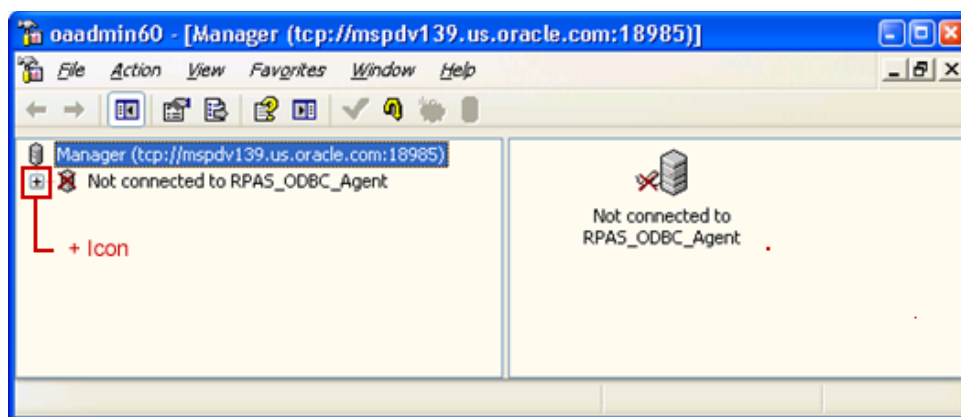 oaadmin60 - [Manager (tcp://mspdv139.us.oracle.com:18985)]
File Action View Favorites Window Help
Manager (tcp://mspdv139.us.oracle.com:18985)
Not connected to RPAS_ODBC_Agent
+ Icon
Not connected to
RPAS_ODBC_Agent